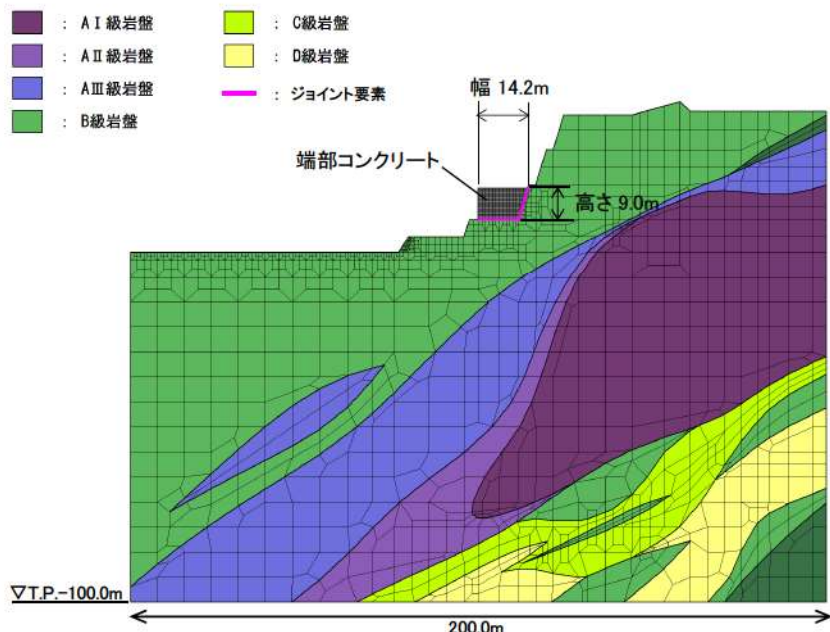 : AⅠ級岩盤
: AⅡ級岩盤
: AⅢ級岩盤
: B級岩盤
: C級岩盤
: D級岩盤
: ジョイント要素
幅 14.2m
端部コンクリート
高さ 9.0m
▽T.P.-100.0m
200.0m